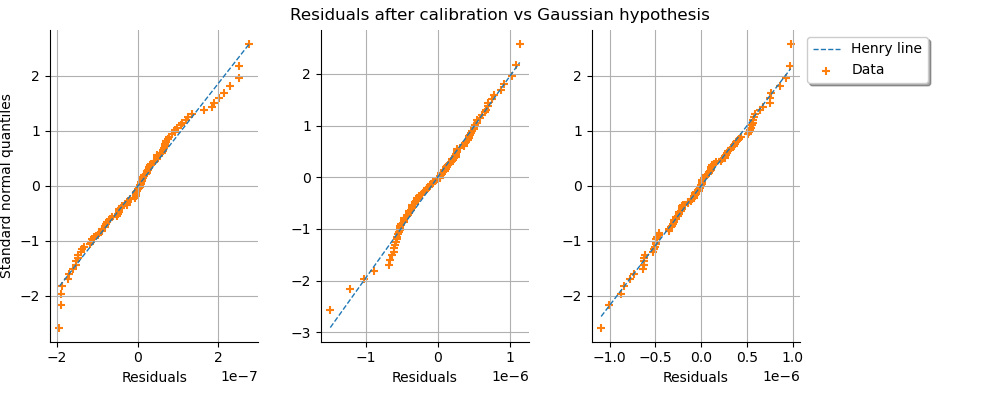 Residuals after calibration vs Gaussian hypothesis
Standard normal quantiles
2
1
0
−1
−2
−2
0
2
1e−7
Residuals
2
1
0
−1
−2
−3
−1
0
1
1e−6
Residuals
2
1
0
−1
−2
−1.0
−0.5
0.0
0.5
1.0
1e−6
Residuals
Henry line
Data